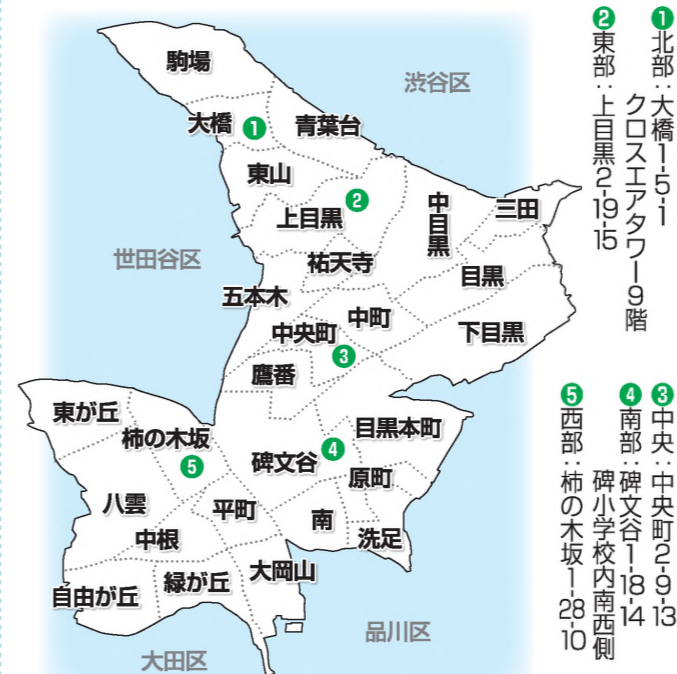 ❶北部：大橋1-5-1
クロスエアタワー9階
❷東部：上目黒2-19-15
❸中央：中央町2-9-13
❹南部：碑文谷1-18-14
碑小学校内南西側
❺西部：柿の木坂1-28-10
駒場
渋谷区
大橋
❶
青葉台
東山
❷
上目黒
中目黒
三田
世田谷区
祐天寺
目黒
五本木
中町
中央町
下目黒
❸
鷹番
東が丘
目黒本町
柿の木坂
❹
❺
碑文谷
原町
八雲
平町
南
中根
洗足
大岡山
緑が丘
自由が丘
品川区
大田区